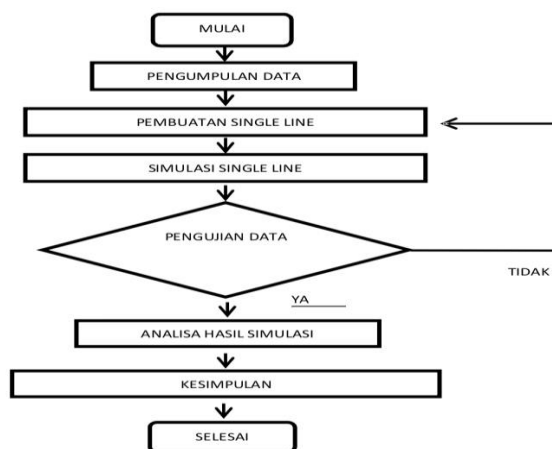 MULAI
PENGUMPULAN DATA
PEMBUATAN SINGLE LINE
SIMULASI SINGLE LINE
PENGUJIAN DATA
TIDAK
YA
ANALISA HASIL SIMULASI
KESIMPULAN
SELESAI